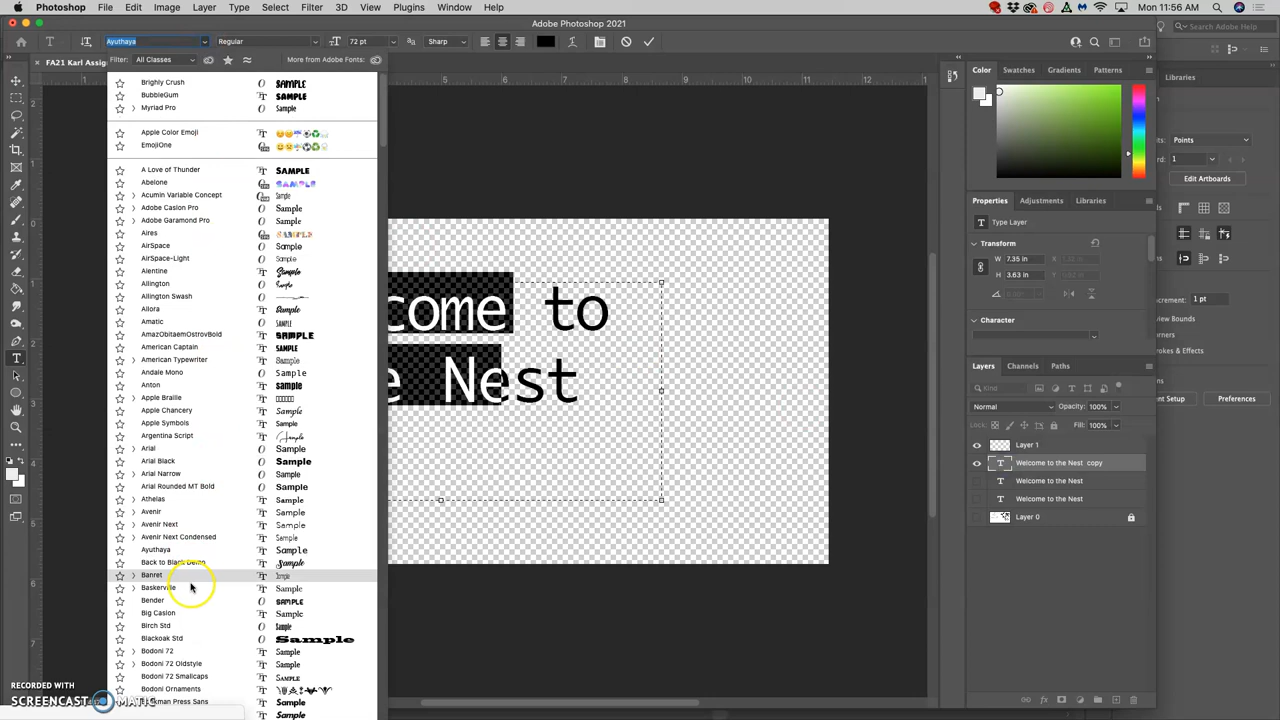 Photoshop File Edit Image Layer Type Select Filter 3D View Plugins Window Help Mon 11:56 AM
Adobe Photoshop 2021
Ayuthaya Regular 72 pt Sharp
Filter: All Classes More from Adobe Fonts:
FA21 Karl Assig
Brighly Crush SAMPLE
BubbleGum SAMPLE
Myriad Pro Sample
Apple Color Emoji
EmojiOne
A Love of Thunder SAMPLE
Abelone
Acumin Variable Concept Sample
Adobe Caslon Pro Sample
Adobe Garamond Pro Sample
Aires SAMPLE
AirSpace Sample
AirSpace-Light Sample
Alentine Sample
Allington Sample
Allington Swash
Allora Sample
Amatic SAMPLE
AmazObitaemOstrovBold SAMPLE
American Captain SAMPLE
American Typewriter Sample
Andale Mono Sample
Anton Sample
Apple Braille
Apple Chancery Sample
Apple Symbols Sample
Argentina Script Sample
Arial Sample
Arial Black Sample
Arial Narrow Sample
Arial Rounded MT Bold Sample
Athelas Sample
Avenir Sample
Avenir Next Sample
Avenir Next Condensed Sample
Ayuthaya Sample
Back to Black Demo Sample
Banret Sample
Baskerville Sample
Bender SAMPLE
Big Caslon Sample
Birch Std Sample
Blackoak Std Sample
Bodoni 72 Sample
Bodoni 72 Oldstyle Sample
Bodoni 72 Smallcaps SAMPLE
Bodoni Ornaments
Press Sans Sample
Sample
come to
e Nest
Color Swatches Gradients Patterns
Properties Adjustments Libraries
Type Layer
Transform
W: 7.35 in
H: 3.63 in
Character
Layers Channels Paths
Kind
Normal Opacity: 100%
Lock: Fill: 100%
Layer 1
Welcome to the Nest copy
Welcome to the Nest
Welcome to the Nest
Layer 0
Search Adobe
Libraries
Points
1
Edit Artboards
Increment: 1 pt
Preferences
RECORDED WITH
SCREENCAST MATIC